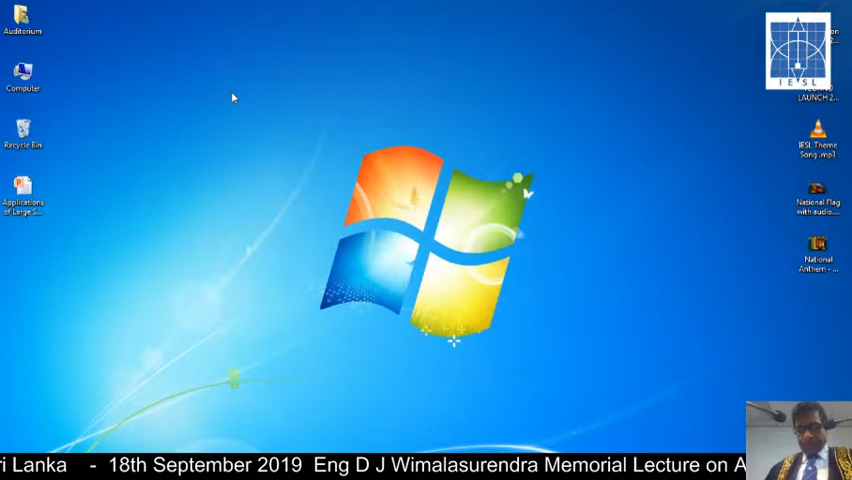 Auditorium
Computer
Recycle Bin
Applications
of Large S...
IESL
LAUNCH 2...
IESL Theme
Song .mp3
National Flag
with audio....
National
Anthem - ...
ri Lanka - 18th September 2019 Eng D J Wimalasurendra Memorial Lecture on A